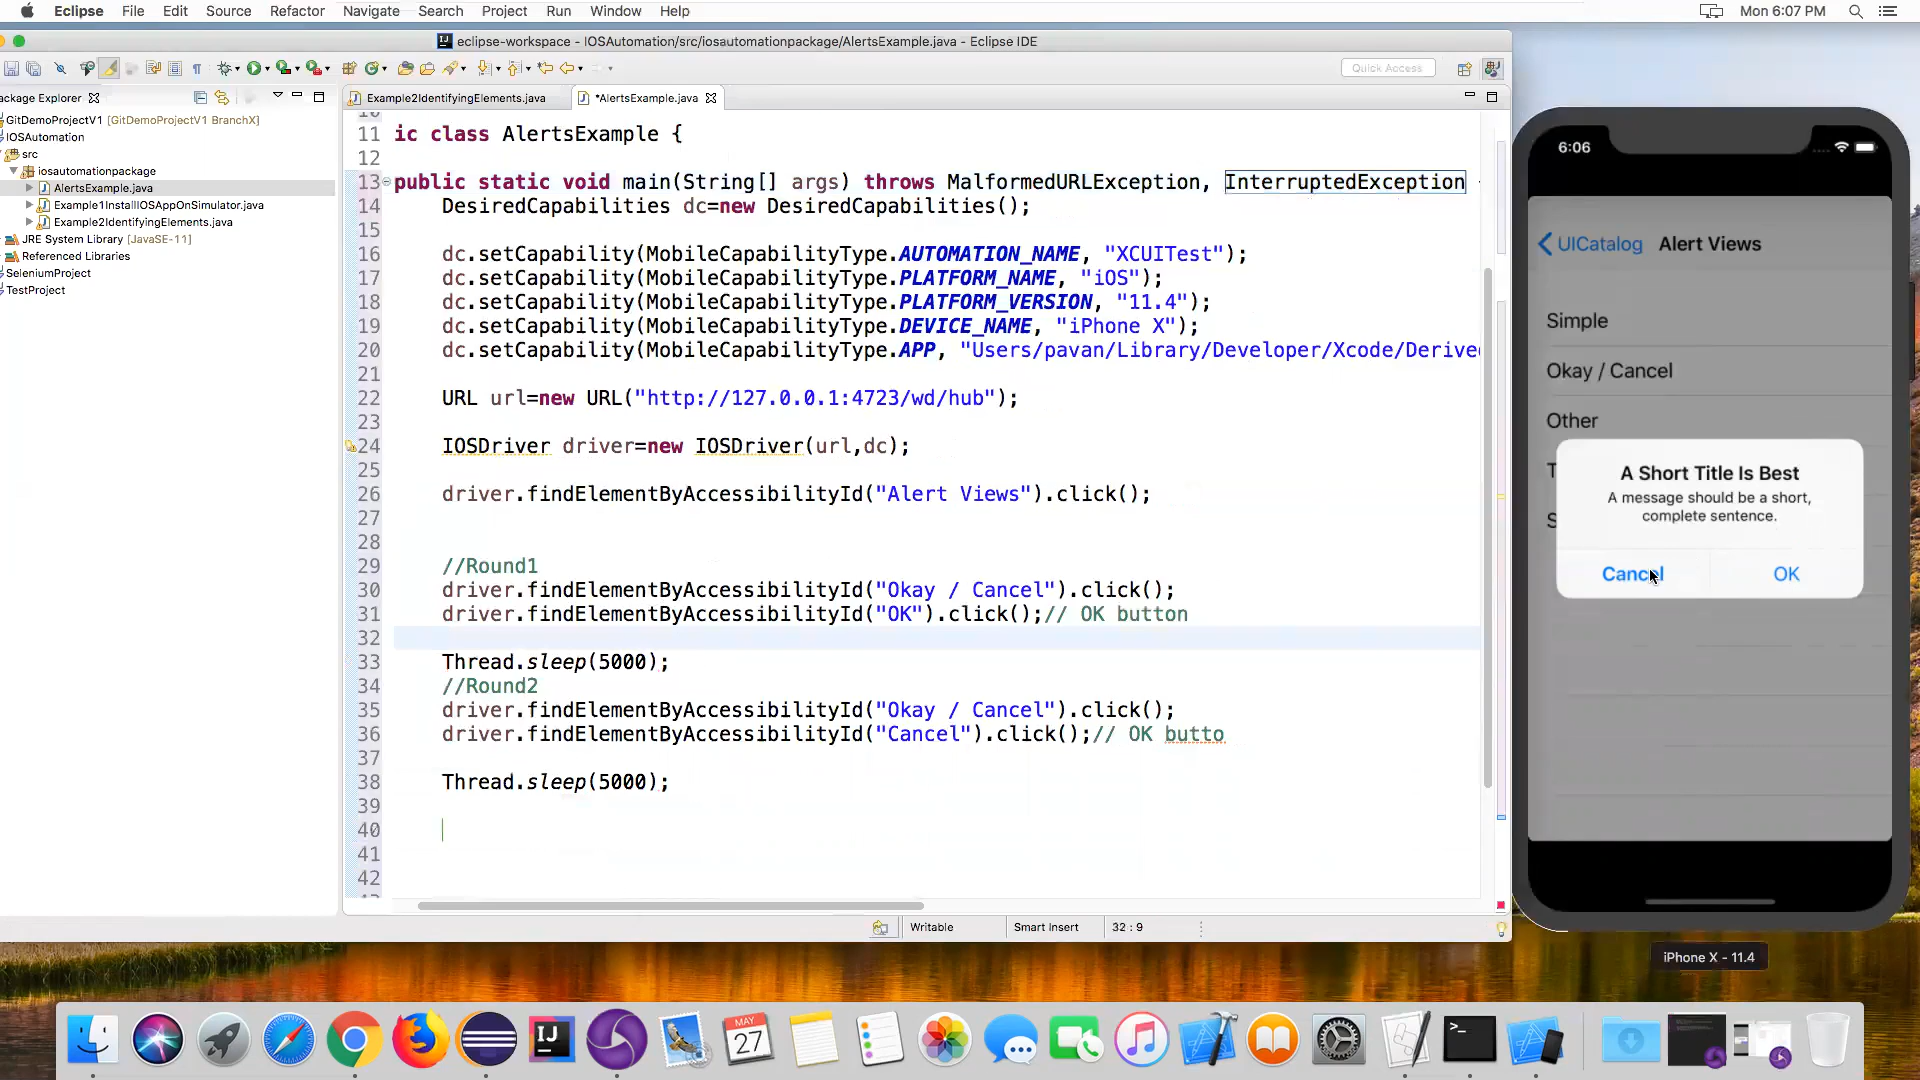 Eclipse File Edit Source Refactor Navigate Search Project Run Window Help Mon 6:07 PM
eclipse-workspace - IOSAutomation/src/iosautomationpackage/AlertsExample.java - Eclipse IDE
Quick Access
ackage Explorer
Example2IdentifyingElements.java
*AlertsExample.java
GitDemoProjectV1 [GitDemoProjectV1 BranchX]
IOSAutomation
src
iosautomationpackage
AlertsExample.java
Example1InstallIOSAppOnSimulator.java
Example2IdentifyingElements.java
JRE System Library [JavaSE-11]
Referenced Libraries
SeleniumProject
TestProject
10
11 ic class AlertsExample {
12
13 public static void main(String[] args) throws MalformedURLException, InterruptedException
14 DesiredCapabilities dc=new DesiredCapabilities();
15
16 dc.setCapability(MobileCapabilityType.AUTOMATION_NAME, "XCUITest");
17 dc.setCapability(MobileCapabilityType.PLATFORM_NAME, "iOS");
18 dc.setCapability(MobileCapabilityType.PLATFORM_VERSION, "11.4");
19 dc.setCapability(MobileCapabilityType.DEVICE_NAME, "iPhone X");
20 dc.setCapability(MobileCapabilityType.APP, "Users/pavan/Library/Developer/Xcode/Derive
21
22 URL url=new URL("http://127.0.0.1:4723/wd/hub");
23
24 IOSDriver driver=new IOSDriver(url,dc);
25
26 driver.findElementByAccessibilityId("Alert Views").click();
27
28
29 //Round1
30 driver.findElementByAccessibilityId("Okay / Cancel").click();
31 driver.findElementByAccessibilityId("OK").click();// OK button
32
33 Thread.sleep(5000);
34 //Round2
35 driver.findElementByAccessibilityId("Okay / Cancel").click();
36 driver.findElementByAccessibilityId("Cancel").click();// OK butto
37
38 Thread.sleep(5000);
39
40
41
42
Writable Smart Insert 32 : 9
6:06
UICatalog Alert Views
Simple
Okay / Cancel
Other
T
S
A Short Title Is Best
A message should be a short,
complete sentence.
Cancel OK
iPhone X - 11.4
MAY
27
IJ